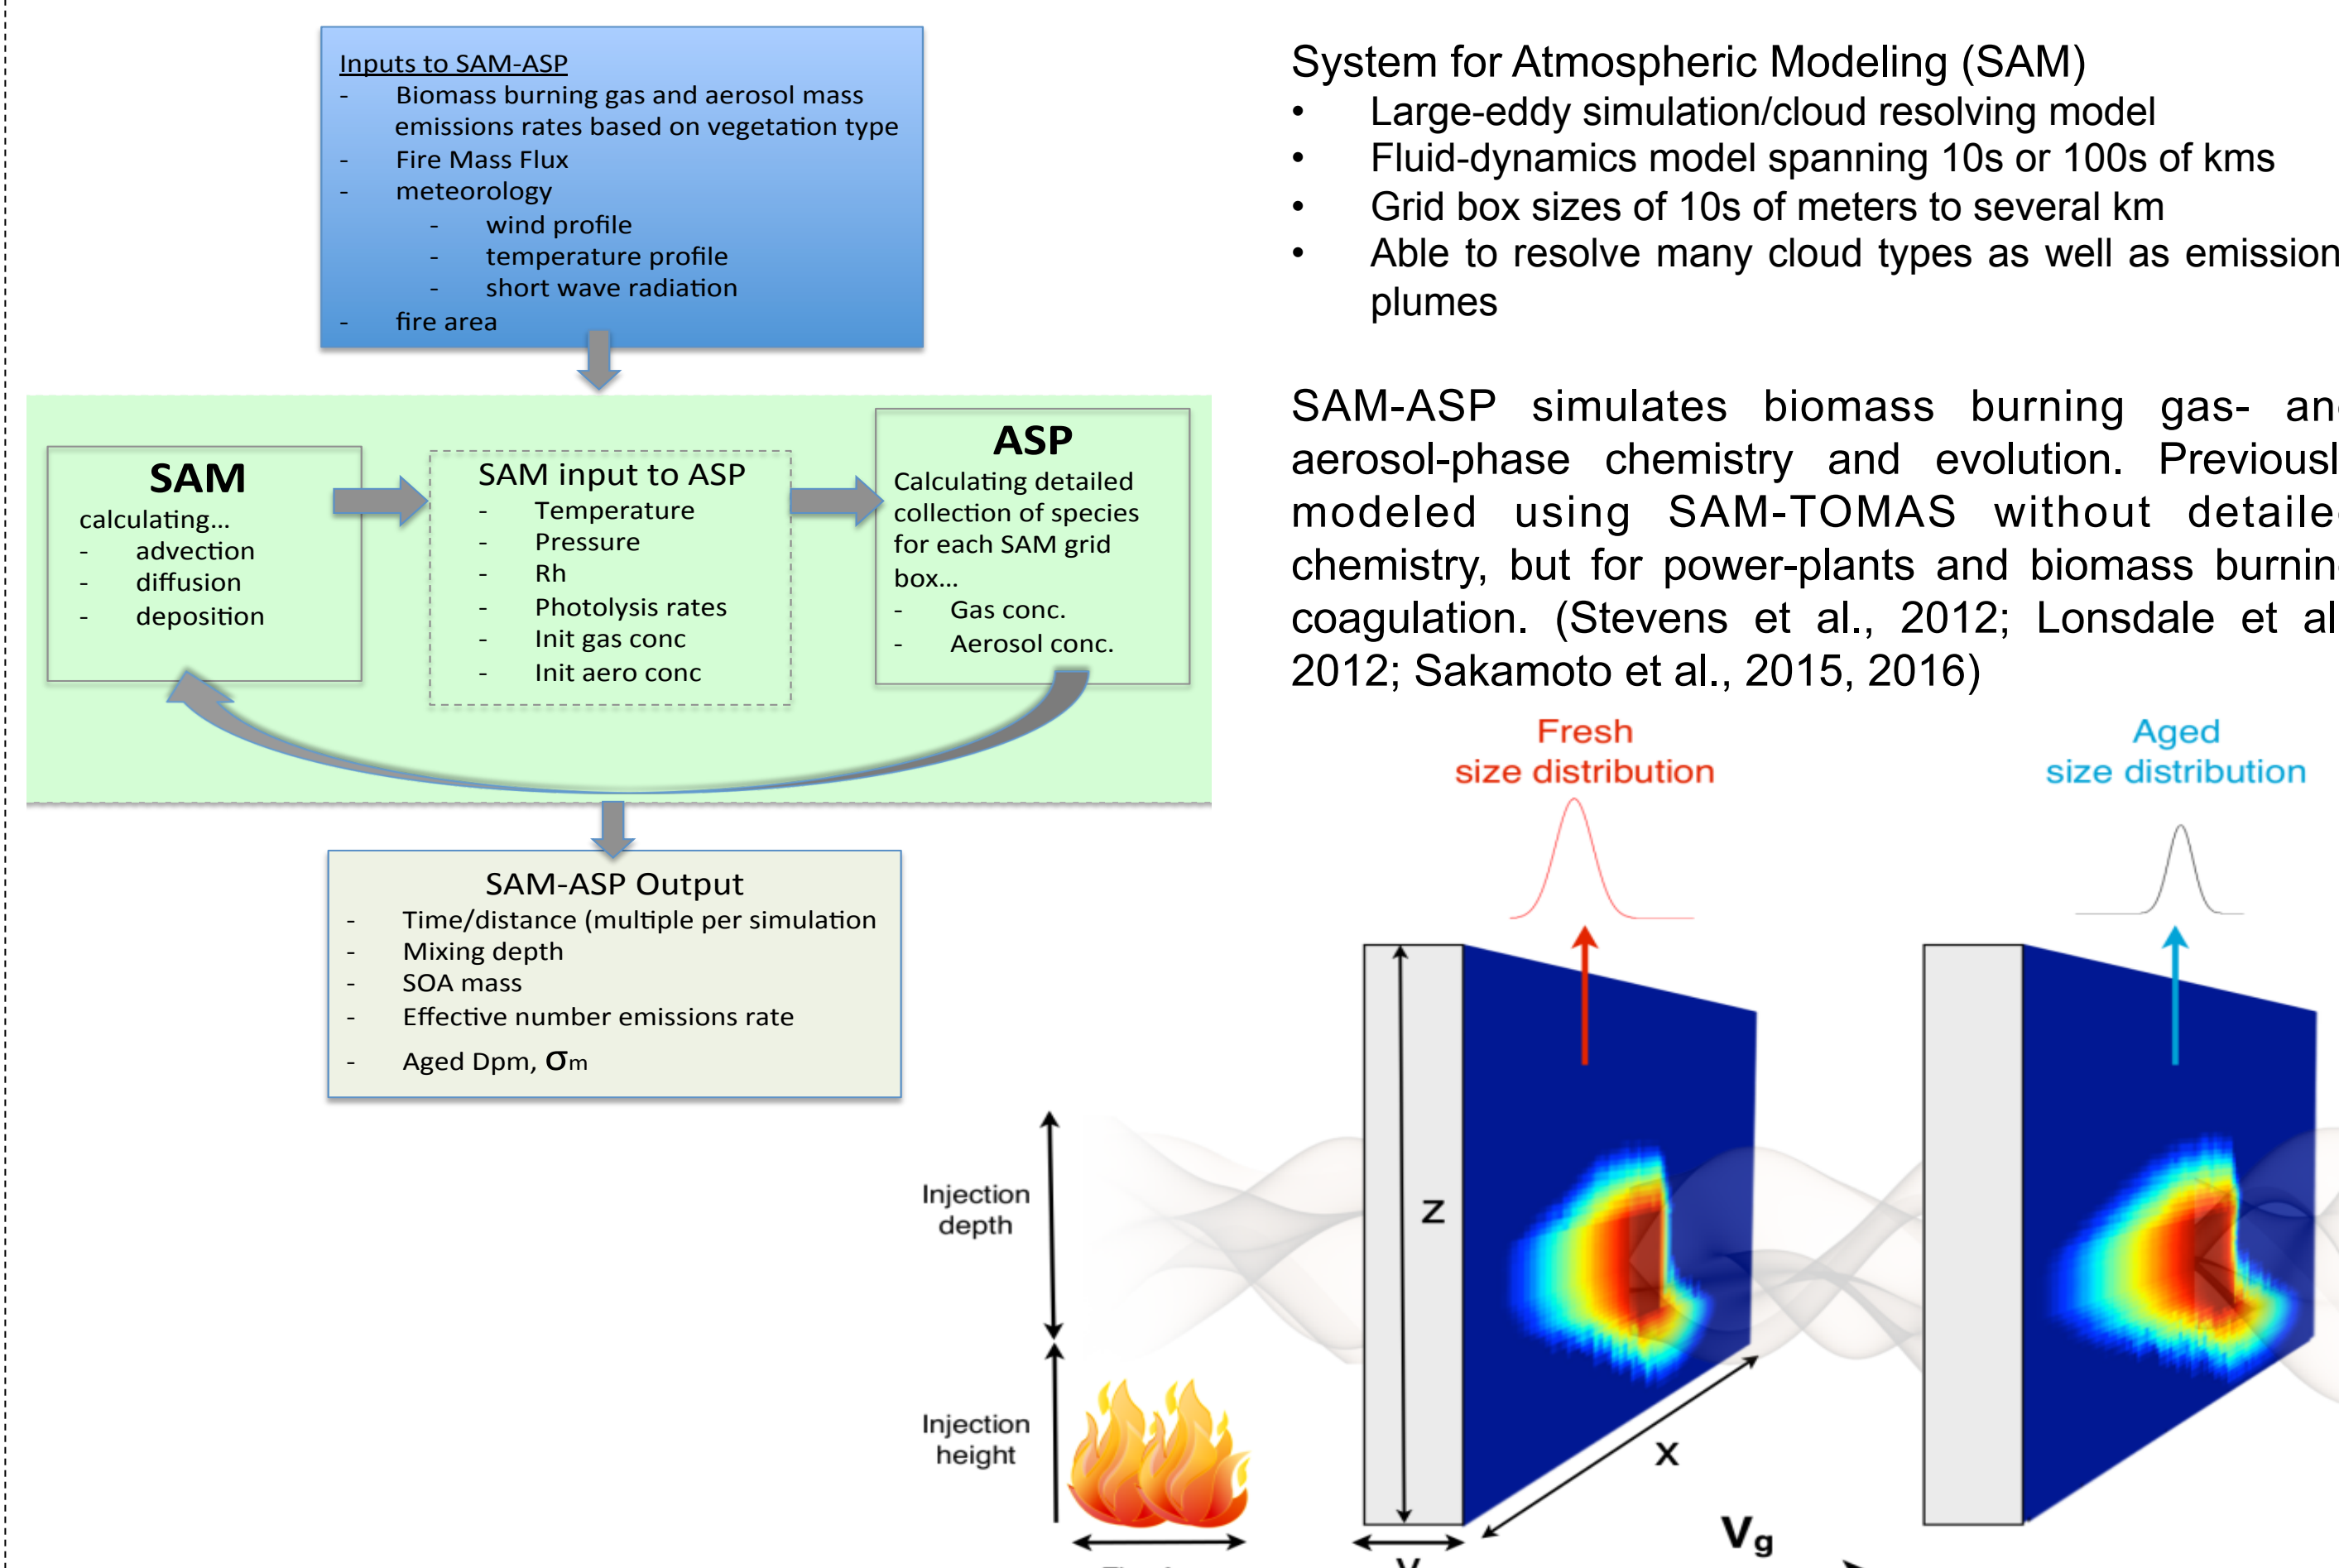 Inputs to SAM-ASP
- Biomass burning gas and aerosol mass
emissions rates based on vegetation type
- Fire Mass Flux
- meteorology
- wind profile
- temperature profile
- short wave radiation
- fire area
SAM
calculating...
- advection
- diffusion
- deposition
SAM input to ASP
- Temperature
- Pressure
- Rh
- Photolysis rates
- Init gas conc
- Init aero conc
ASP
Calculating detailed
collection of species
for each SAM grid
box...
- Gas conc.
- Aerosol conc.
SAM-ASP Output
- Time/distance (multiple per simulation
- Mixing depth
- SOA mass
- Effective number emissions rate
- Aged Dpm, σm
System for Atmospheric Modeling (SAM)
• Large-eddy simulation/cloud resolving model
• Fluid-dynamics model spanning 10s or 100s of kms
• Grid box sizes of 10s of meters to several km
• Able to resolve many cloud types as well as emission
plumes
SAM-ASP simulates biomass burning gas- an
aerosol-phase chemistry and evolution. Previousl
modeled using SAM-TOMAS without detaile
chemistry, but for power-plants and biomass burnin
coagulation. (Stevens et al., 2012; Lonsdale et al
2012; Sakamoto et al., 2015, 2016)
Fresh
size distribution
Aged
size distribution
Injection
depth
Injection
height
z
x
Vg